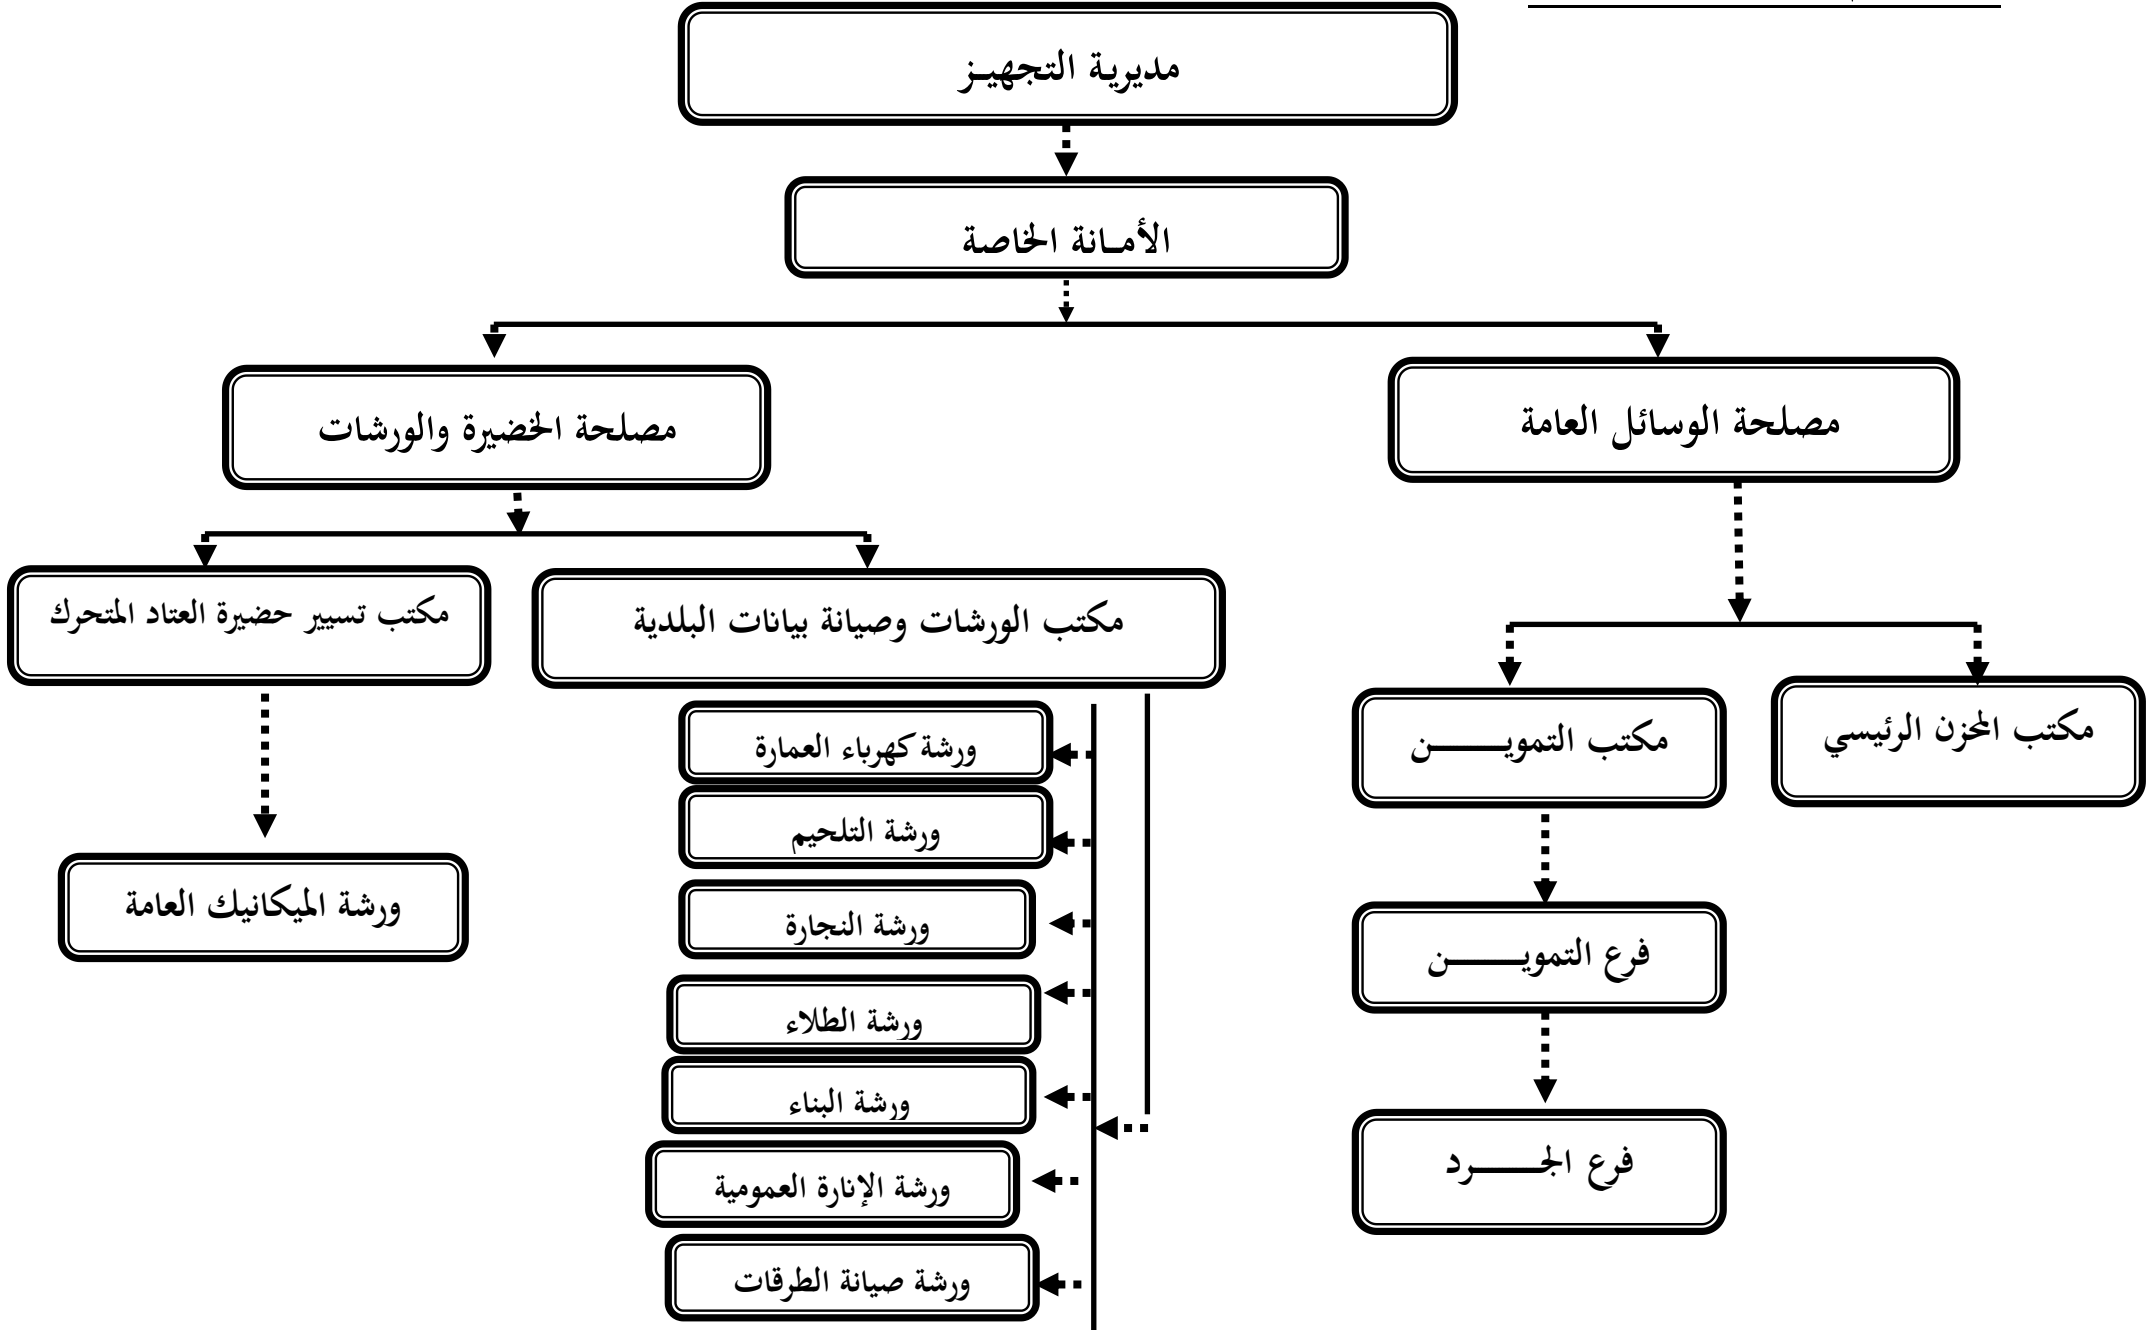 مديرية التجهيـز
الأمـانة الخاصة
مصلحة الوسائل العامة
مصلحة الخضيرة والورشات
مكتب الورشات وصيانة بيانات البلدية
مكتب تسيير حضيرة العتاد المتحرك
مكتب المخزن الرئيسي
مكتب التمويـــــــن
ورشة كهرباء العمارة
ورشة التلحيم
ورشة الميكانيك العامة
ورشة النجارة
فرع التمويـــــــن
ورشة الطلاء
ورشة البناء
فرع الجـــــــرد
ورشة الإنارة العمومية
ورشة صيانة الطرقات